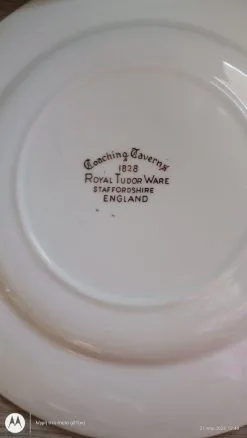 Coaching Taverns
1828
ROYAL TUDOR WARE
STAFFORDSHIRE
ENGLAND